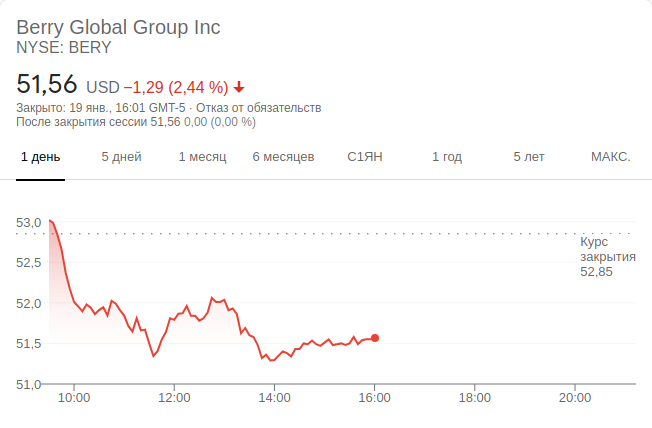 Berry Global Group Inc
NYSE: BERY
51,56 USD −1,29 (2,44 %)
Закрыто: 19 янв., 16:01 GMT-5 · Отказ от обязательств
После закрытия сессии 51,56 0,00 (0,00 %)
1 день 5 дней 1 месяц 6 месяцев С1ЯН 1 год 5 лет МАКС.
53,0
Курс
закрытия
52,85
52,5
52,0
51,5
51,0
10:00 12:00 14:00 16:00 18:00 20:00